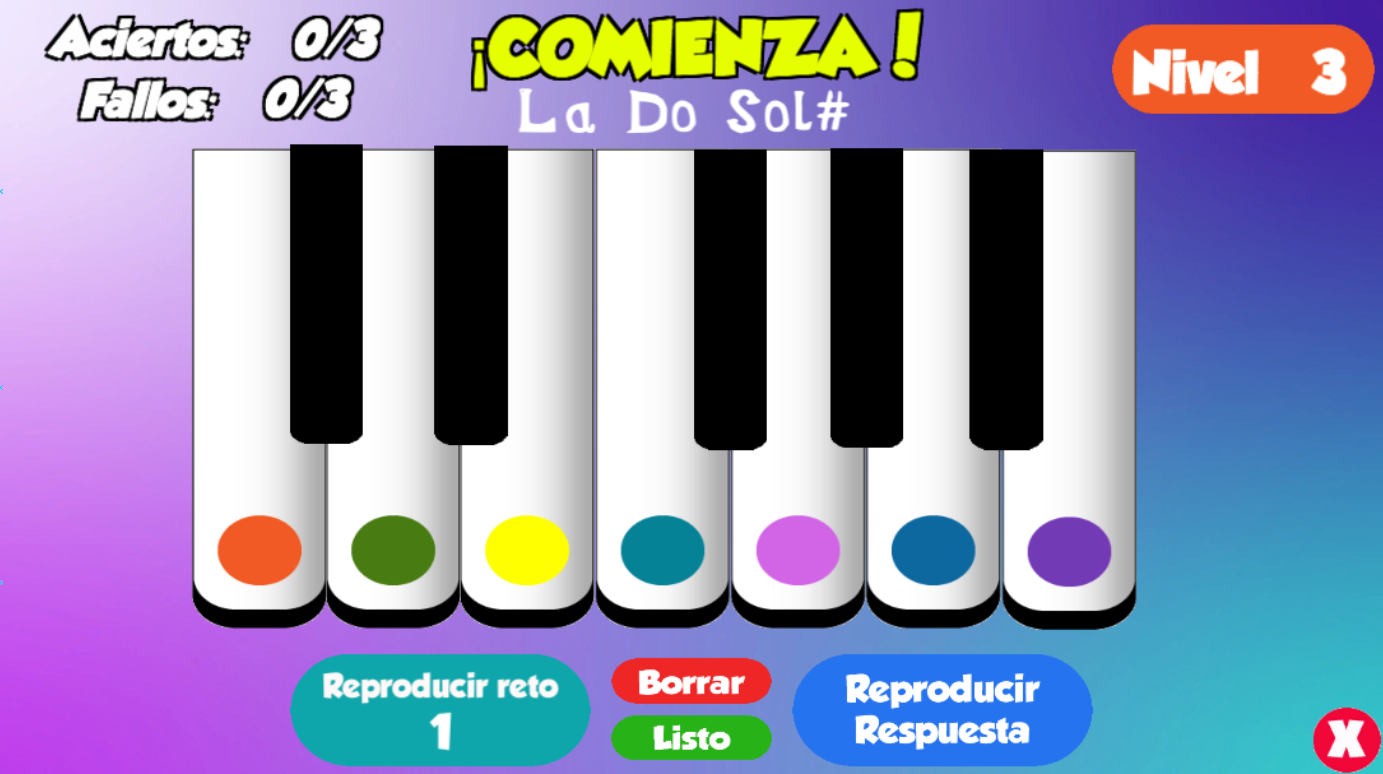 Aciertos: 0/3
Fallos: 0/3
¡COMIENZA!
La Do Sol#
Nivel 3
Reproducir reto
1
Borrar
Listo
Reproducir
Respuesta
X